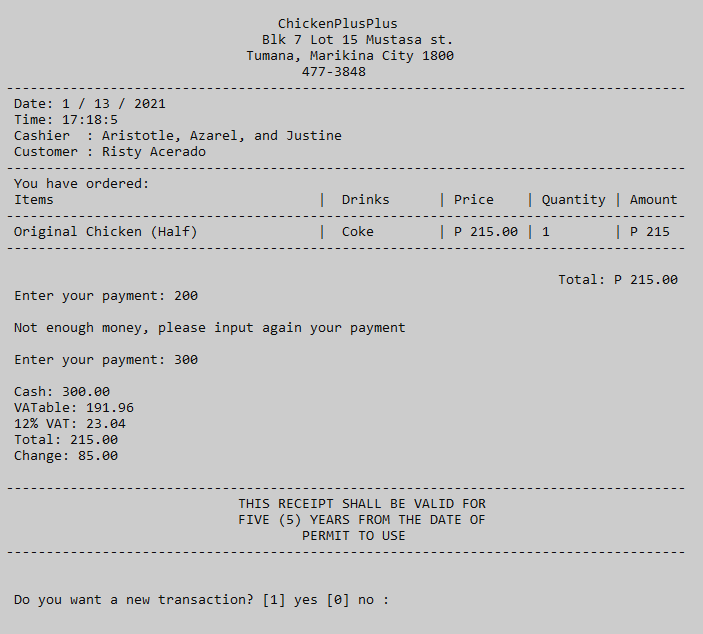 ChickenPlusPlus
Blk 7 Lot 15 Mustasa st.
Tumana, Marikina City 1800
477-3848
---------------------------------------------------------------------------------------
Date: 1 / 13 / 2021
Time: 17:18:5
Cashier  : Aristotle, Azarel, and Justine
Customer : Risty Acerado
---------------------------------------------------------------------------------------
You have ordered:
Items | Drinks | Price | Quantity | Amount
---------------------------------------------------------------------------------------
Original Chicken (Half) | Coke | P 215.00 | 1 | P 215
---------------------------------------------------------------------------------------
Total: P 215.00
Enter your payment: 200
Not enough money, please input again your payment
Enter your payment: 300
Cash: 300.00
VATable: 191.96
12% VAT: 23.04
Total: 215.00
Change: 85.00
---------------------------------------------------------------------------------------
THIS RECEIPT SHALL BE VALID FOR
FIVE (5) YEARS FROM THE DATE OF
PERMIT TO USE
---------------------------------------------------------------------------------------
Do you want a new transaction? [1] yes [0] no :